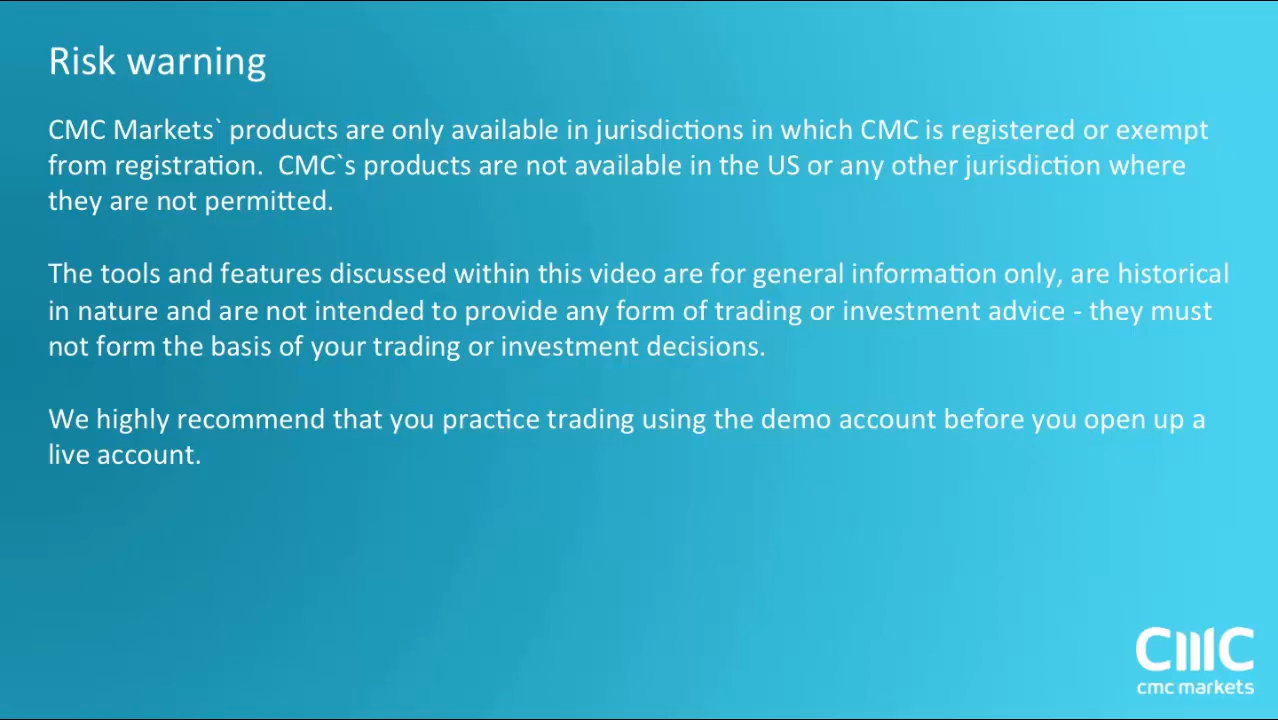 Risk warning
CMC Markets` products are only available in jurisdictions in which CMC is registered or exempt
from registration.  CMC`s products are not available in the US or any other jurisdiction where
they are not permitted.
The tools and features discussed within this video are for general information only, are historical
in nature and are not intended to provide any form of trading or investment advice - they must
not form the basis of your trading or investment decisions.
We highly recommend that you practice trading using the demo account before you open up a
live account.
CMC
cmc markets